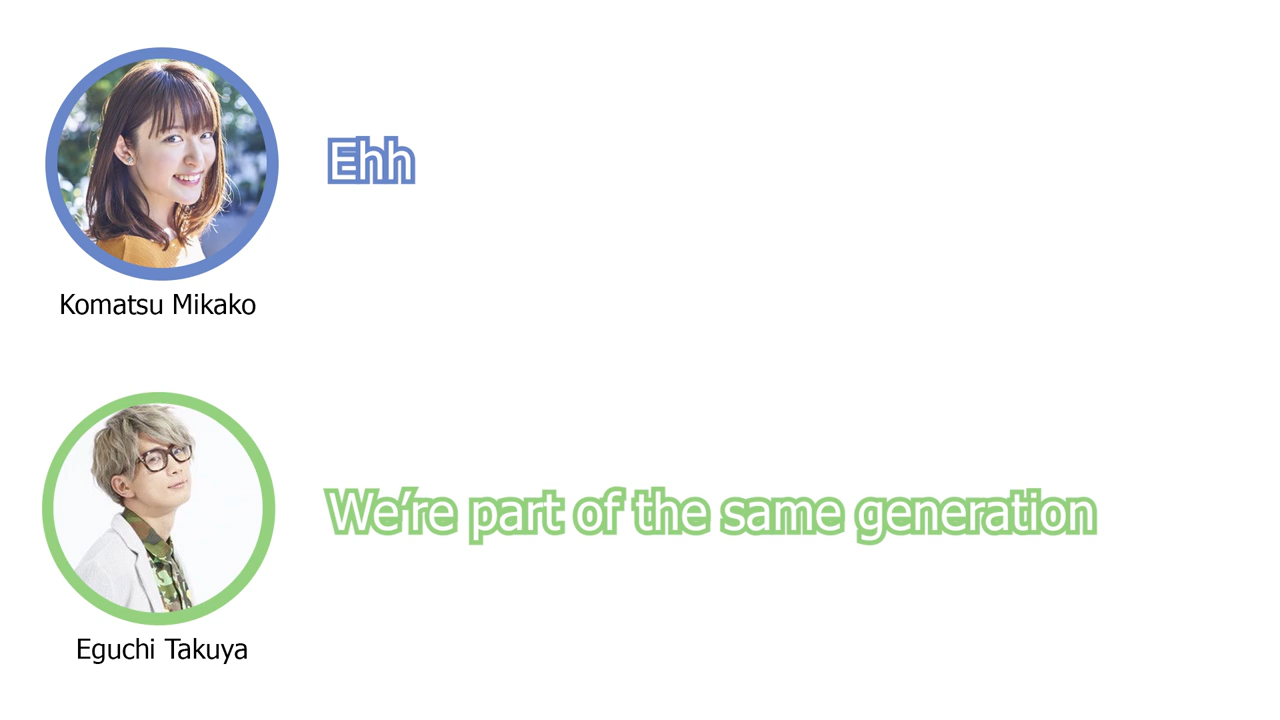 Ehh
Komatsu Mikako
We’re part of the same generation
Eguchi Takuya